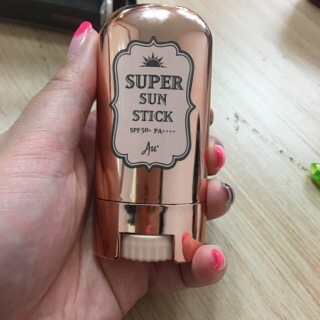 SUPER
SUN
STICK
SPF50+ PA++++
Au+